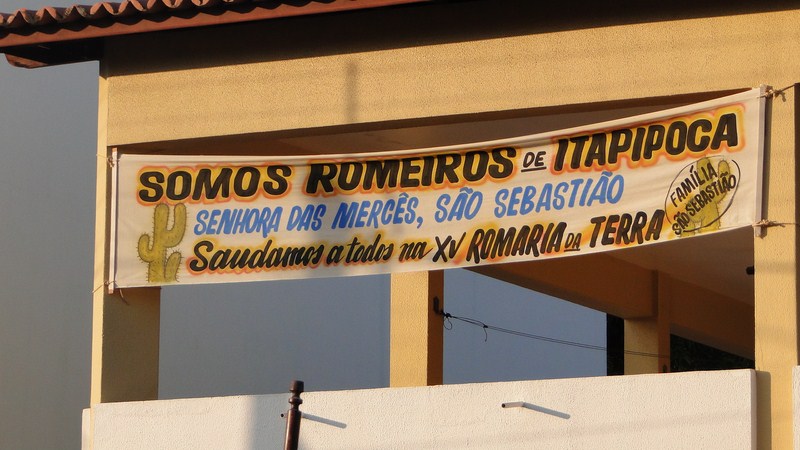 SOMOS ROMEIROS DE ITAPIPOCA
SENHORA DAS MERCÊS, SÃO SEBASTIÃO
Saudamos a todos na XV ROMARIA DA TERRA
FAMÍLIA
SÃO SEBASTIÃO